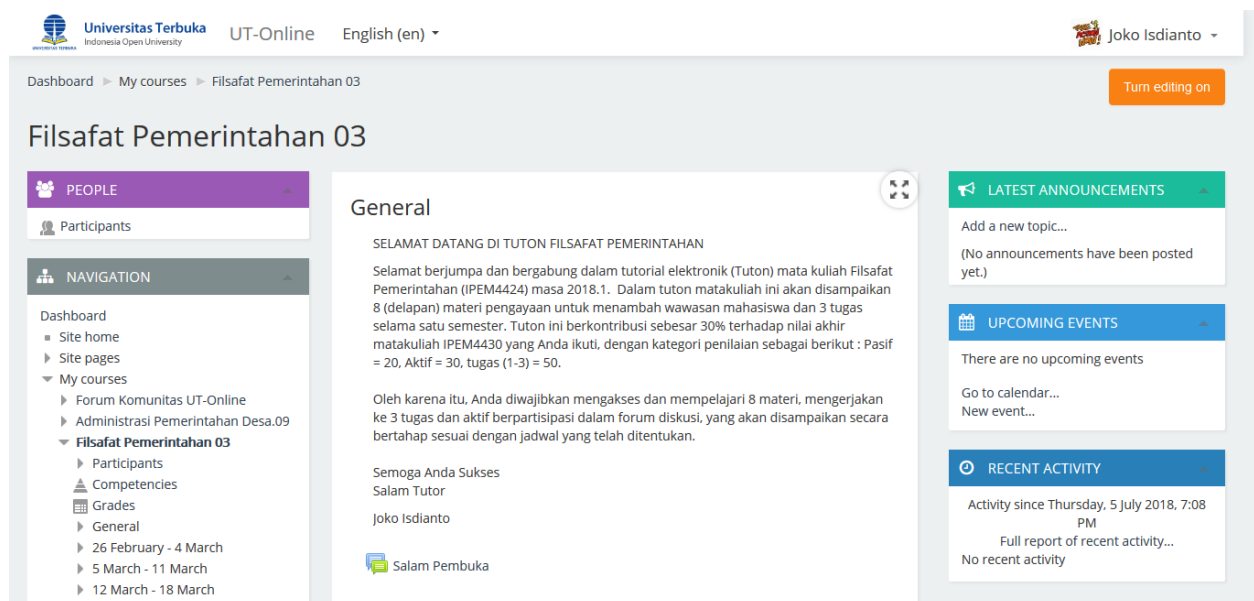 Universitas Terbuka
Indonesia Open University
UT-Online
English (en)
Joko Isdianto
Dashboard
My courses
Filsafat Pemerintahan 03
Turn editing on
Filsafat Pemerintahan 03
PEOPLE
Participants
NAVIGATION
Dashboard
Site home
Site pages
My courses
Forum Komunitas UT-Online
Administrasi Pemerintahan Desa.09
Filsafat Pemerintahan 03
Participants
Competencies
Grades
General
26 February - 4 March
5 March - 11 March
12 March - 18 March
General
SELAMAT DATANG DI TUTON FILSAFAT PEMERINTAHAN
Selamat berjumpa dan bergabung dalam tutorial elektronik (Tuton) mata kuliah Filsafat
Pemerintahan (IPEM4424) masa 2018.1.  Dalam tuton matakuliah ini akan disampaikan
8 (delapan) materi pengayaan untuk menambah wawasan mahasiswa dan 3 tugas
selama satu semester. Tuton ini berkontribusi sebesar 30% terhadap nilai akhir
matakuliah IPEM4430 yang Anda ikuti, dengan kategori penilaian sebagai berikut : Pasif
= 20, Aktif = 30, tugas (1-3) = 50.
Oleh karena itu, Anda diwajibkan mengakses dan mempelajari 8 materi, mengerjakan
ke 3 tugas dan aktif berpartisipasi dalam forum diskusi, yang akan disampaikan secara
bertahap sesuai dengan jadwal yang telah ditentukan.
Semoga Anda Sukses
Salam Tutor
Joko Isdianto
Salam Pembuka
LATEST ANNOUNCEMENTS
Add a new topic...
(No announcements have been posted
yet.)
UPCOMING EVENTS
There are no upcoming events
Go to calendar...
New event...
RECENT ACTIVITY
Activity since Thursday, 5 July 2018, 7:08
PM
Full report of recent activity...
No recent activity